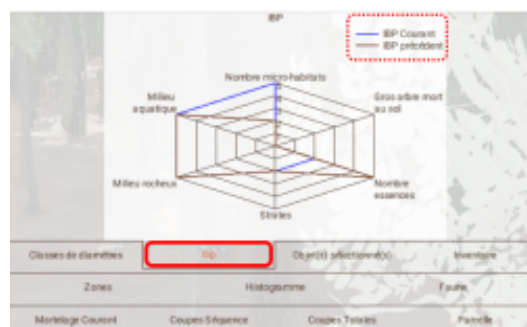 IBP
IBP Courant
IBP précédent
Nombre micro-habitats
Milieu
aquatique
Gros arbre mort
au sol
Milieu rocheux
Nombre
essences
Strates
Classes de diamètres Ibp Objet(s) sélectionné(s) Inventaire
Zones Histogramme Faune
Martelage Courant Coupes Séquence Coupes Totales Parcelle